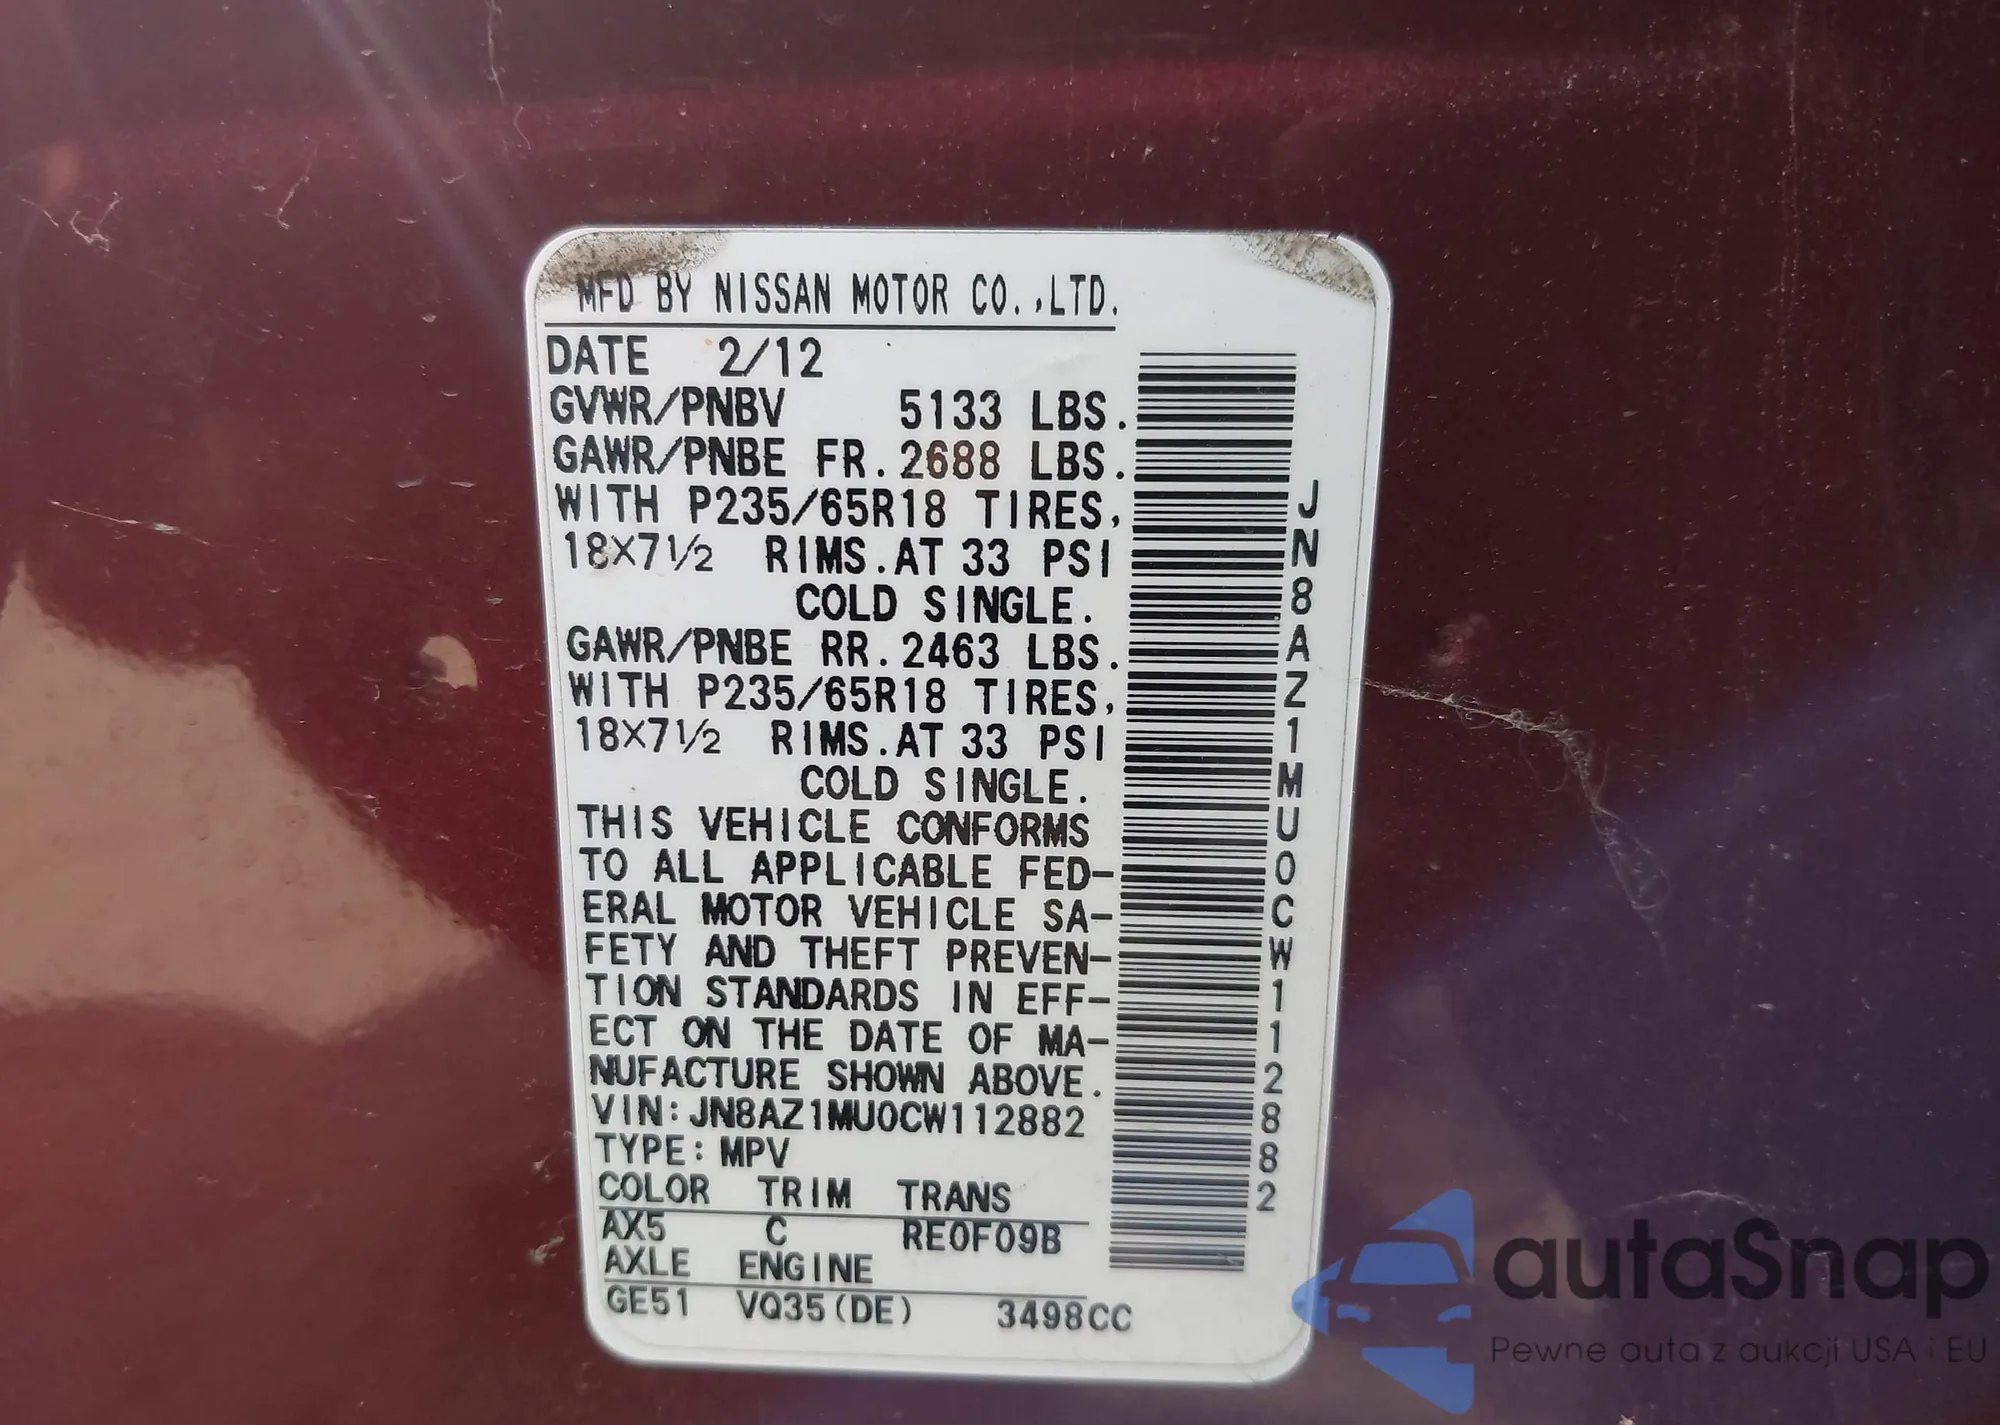 MFD BY NISSAN MOTOR CO.,LTD.
DATE 2/12
GVWR/PNBV 5133 LBS.
GAWR/PNBE FR.2688 LBS.
WITH P235/65R18 TIRES,
18X7½ RIMS.AT 33 PSI
COLD SINGLE.
GAWR/PNBE RR.2463 LBS.
WITH P235/65R18 TIRES,
18X7½ RIMS.AT 33 PSI
COLD SINGLE.
THIS VEHICLE CONFORMS
TO ALL APPLICABLE FED-
ERAL MOTOR VEHICLE SA-
FETY AND THEFT PREVEN-
TION STANDARDS IN EFF-
ECT ON THE DATE OF MA-
NUFACTURE SHOWN ABOVE.
VIN:JN8AZ1MU0CW112882
TYPE:MPV
COLOR TRIM TRANS
AX5 C RE0F09B
AXLE ENGINE
GE51 VQ35(DE) 3498CC
JN8AZ1MU0CW112882
autaSnap
Pewne auta z aukcji USA i EU